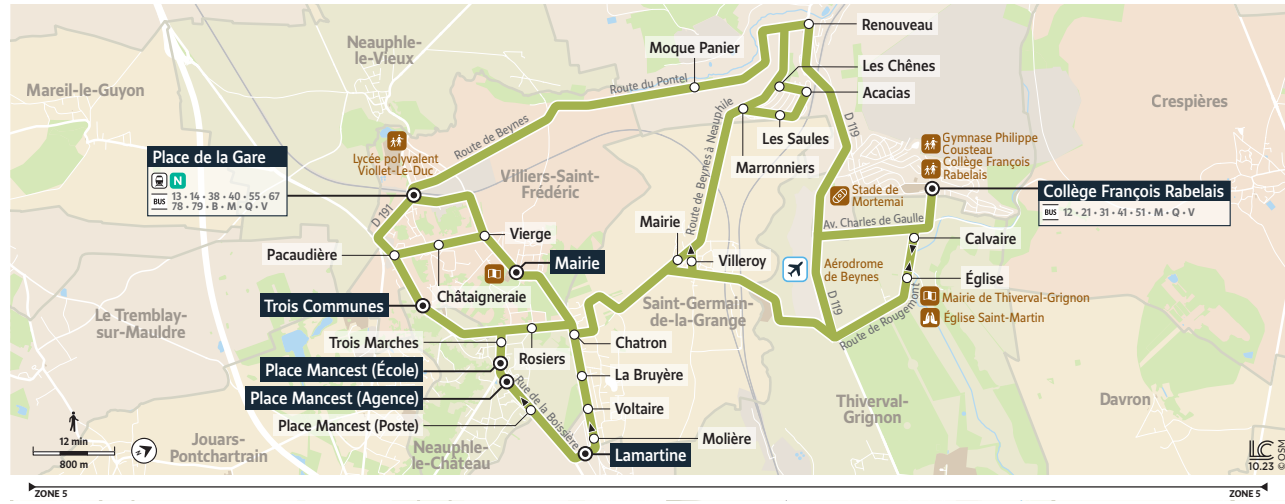 Renouveau
Neauphle-
le-Vieux
Moque Panier
Les Chênes
Route du Pontel
Mareil-le-Guyon
Acacias
Crespières
Route de Beynes
Les Saules
D 119
Gymnase Philippe
Cousteau
Collège François
Rabelais
Lycée polyvalent
Viollet-Le-Duc
Place de la Gare
N
BUS
13 • 14 • 38 • 40 • 55 • 67
78 • 79 • B • M • Q • V
Villiers-Saint-
Frédéric
Route de Beynes à Neauphle
Marronniers
Stade de
Mortemai
Collège François Rabelais
BUS 12 • 21 • 31 • 41 • 51 • M • Q • V
D 191
Av. Charles de Gaulle
Mairie
Vierge
Calvaire
Pacaudière
Villeroy
Mairie
Aérodrome
de Beynes
Église
Châtaigneraie
Trois Communes
Saint-Germain-
de-la-Grange
D 119
Mairie de Thiverval-Grignon
Église Saint-Martin
Route de Rougemont
Le Tremblay-
sur-Mauldre
Trois Marches
Rosiers
Chatron
Place Mancest (École)
La Bruyère
Place Mancest (Agence)
Rue de la Boissière
Voltaire
Thiverval-
Grignon
Davron
Place Mancest (Poste)
12 min
800 m
Jouars-
Pontchartrain
Neauphle-
le-Château
Molière
Lamartine
LC
10.23
© OSM
ZONE 5
ZONE 5